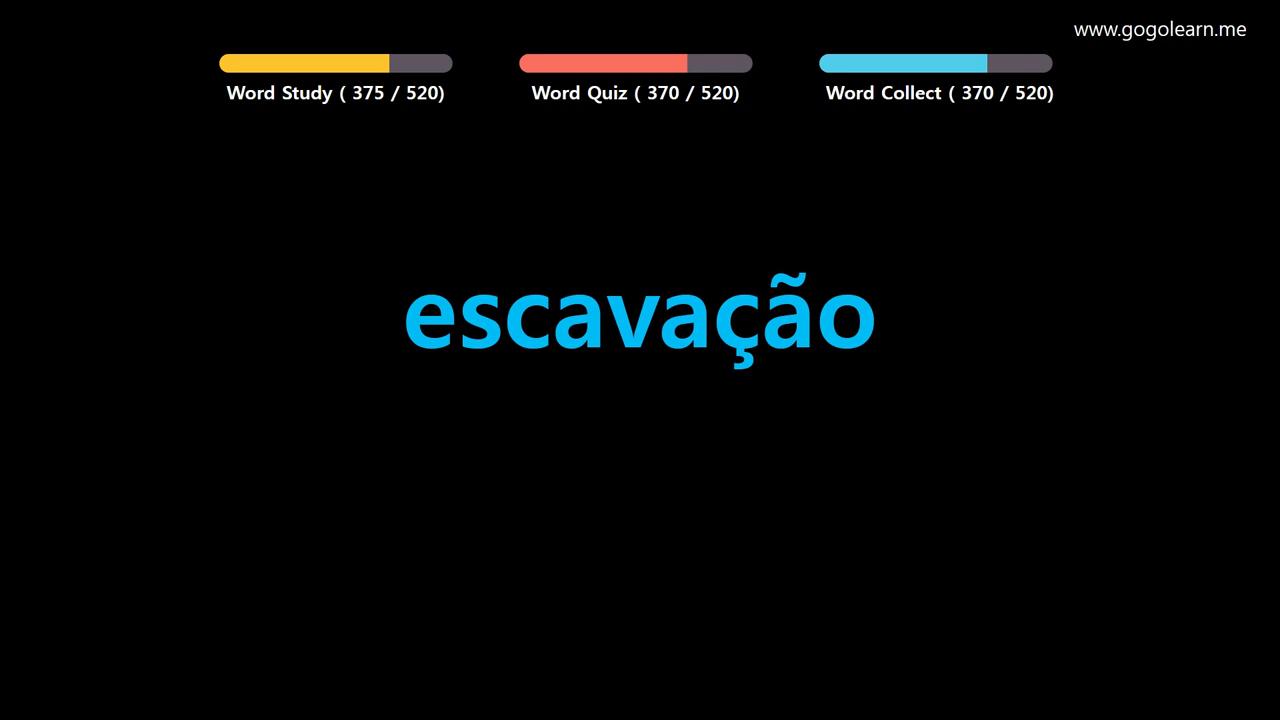 www.gogolearn.me
Word Study ( 375 / 520)
Word Quiz ( 370 / 520)
Word Collect ( 370 / 520)
escavação